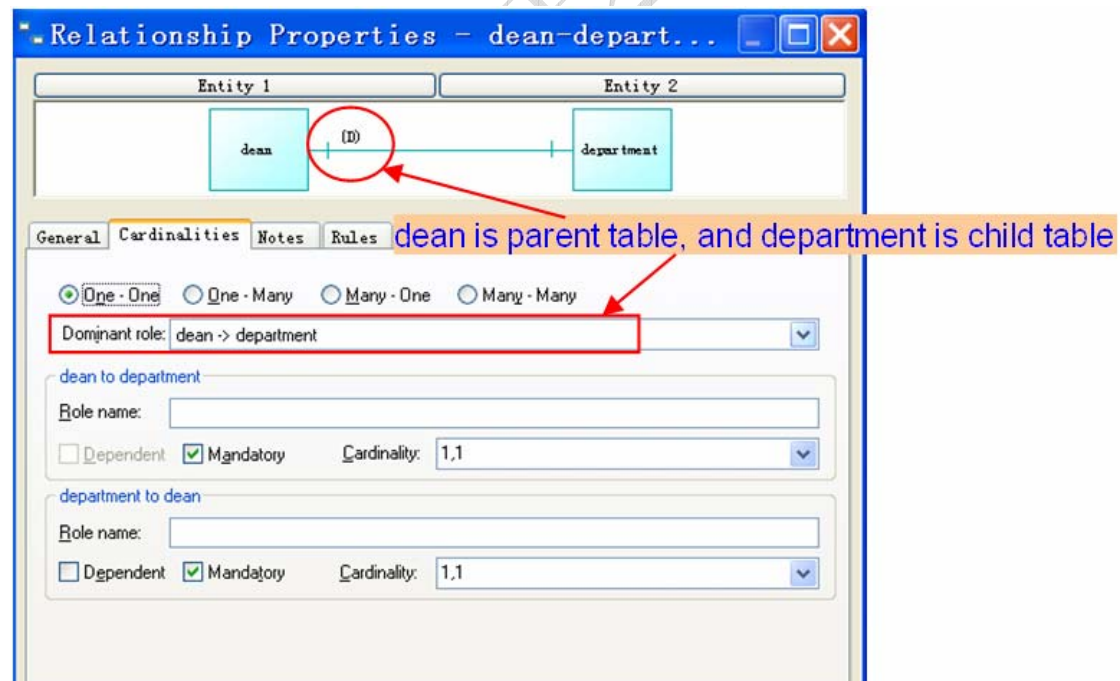 Relationship Properties - dean-depart...
Entity 1 Entity 2
dean (D) department
General Cardinalities Notes Rules dean is parent table, and department is child table
One - One One - Many Many - One Many - Many
Dominant role: dean -> department
dean to department
Role name:
Dependent Mandatory Cardinality: 1,1
department to dean
Role name:
Dependent Mandatory Cardinality: 1,1